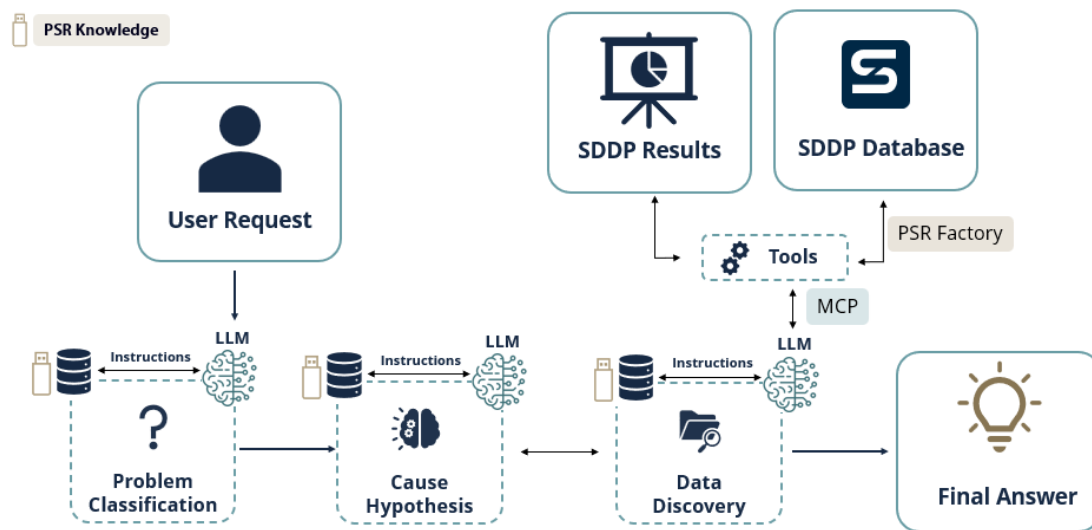 PSR Knowledge
SDDP Results
SDDP Database
User Request
PSR Factory
Tools
MCP
LLM
Instructions
LLM
Instructions
LLM
Instructions
?
Problem
Classification
Cause
Hypothesis
Data
Discovery
Final Answer